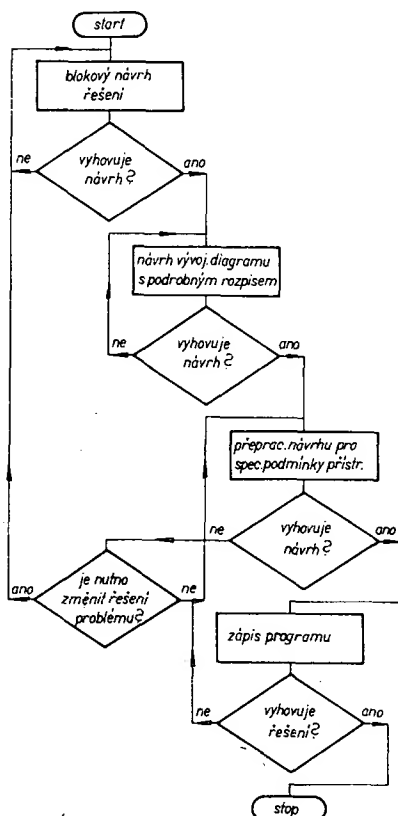 start
blokový návrh
řešení
ne
vyhovuje
návrh?
ano
návrh vývoj. diagramu
s podrobným rozpisem
ne
vyhovuje
návrh?
ano
přeprac. návrhu pro
spec. podmínky přístr.
ne
vyhovuje
návrh?
ano
ano
je nutno
změnit řešení
problému?
ne
zápis programu
ne
vyhovuje
řešení?
ano
stop